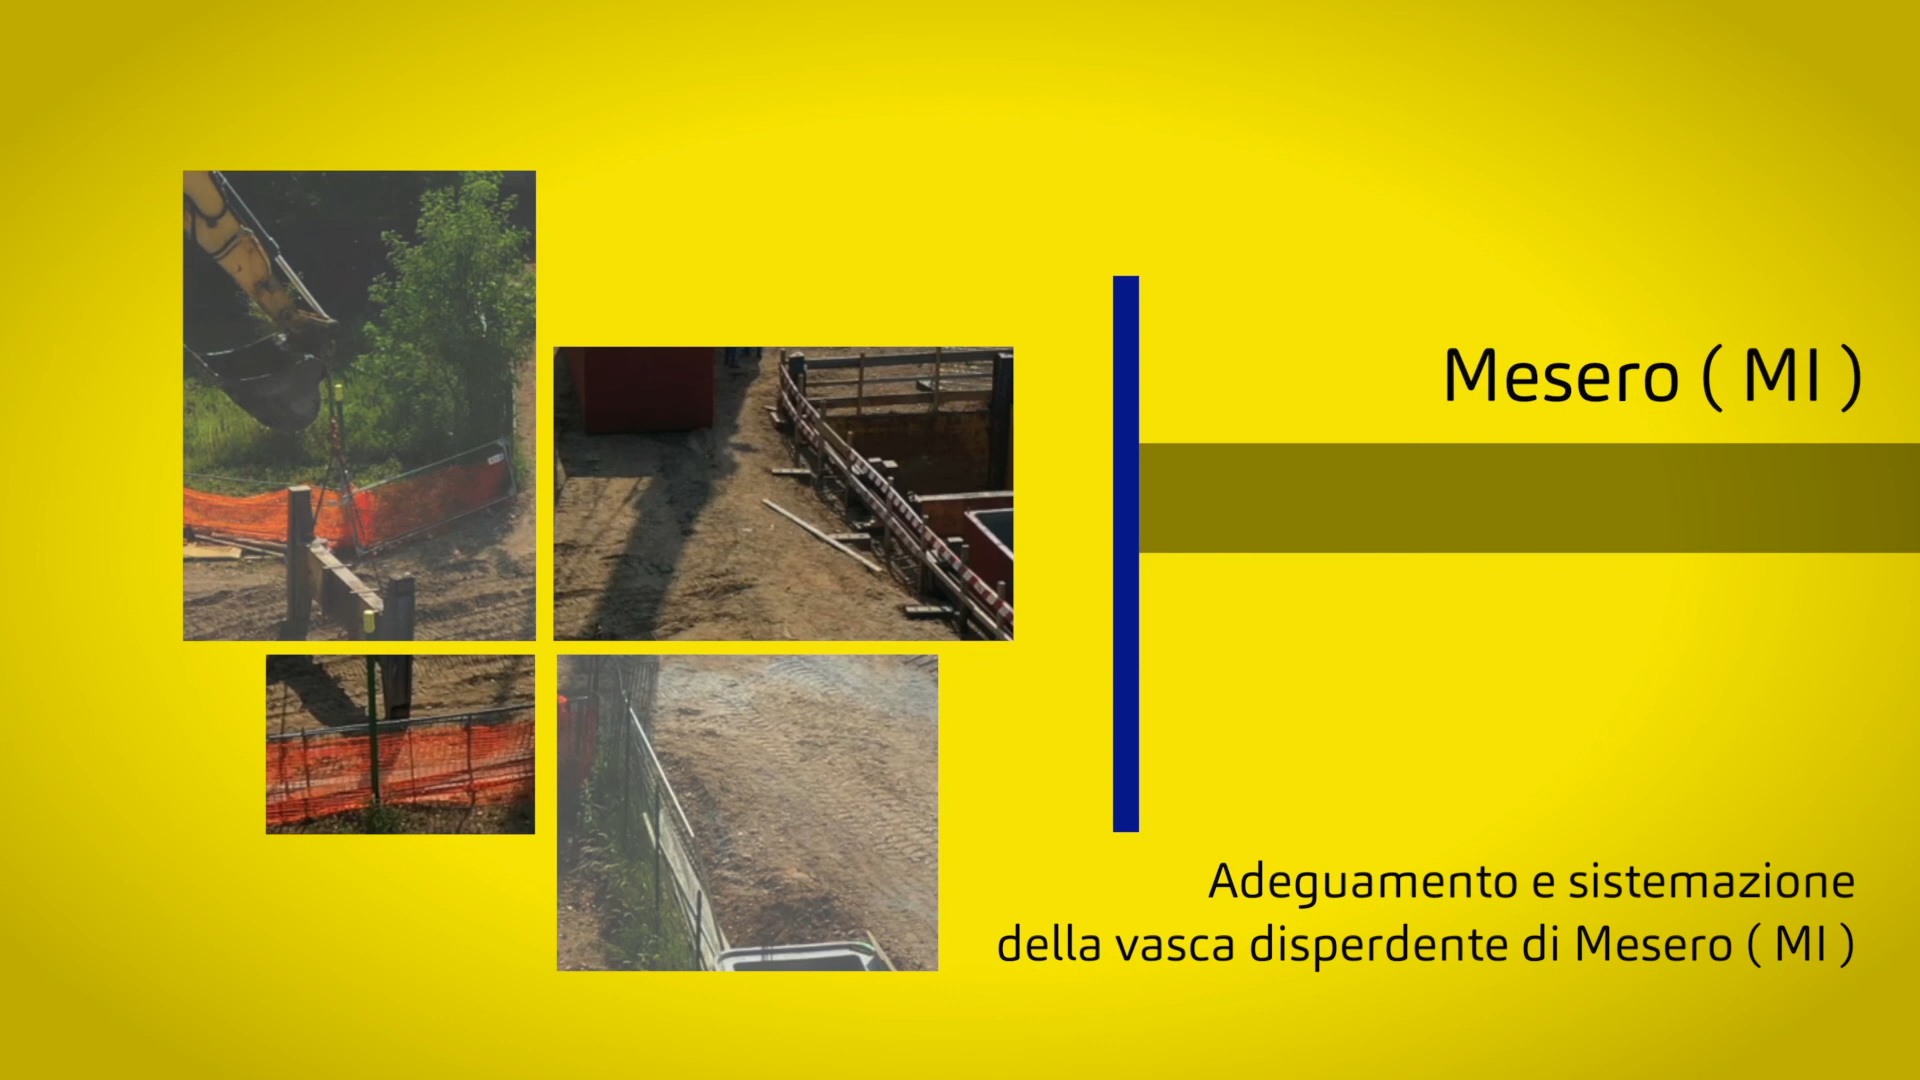 Mesero ( MI )
Adeguamento e sistemazione
della vasca disperdente di Mesero ( MI )